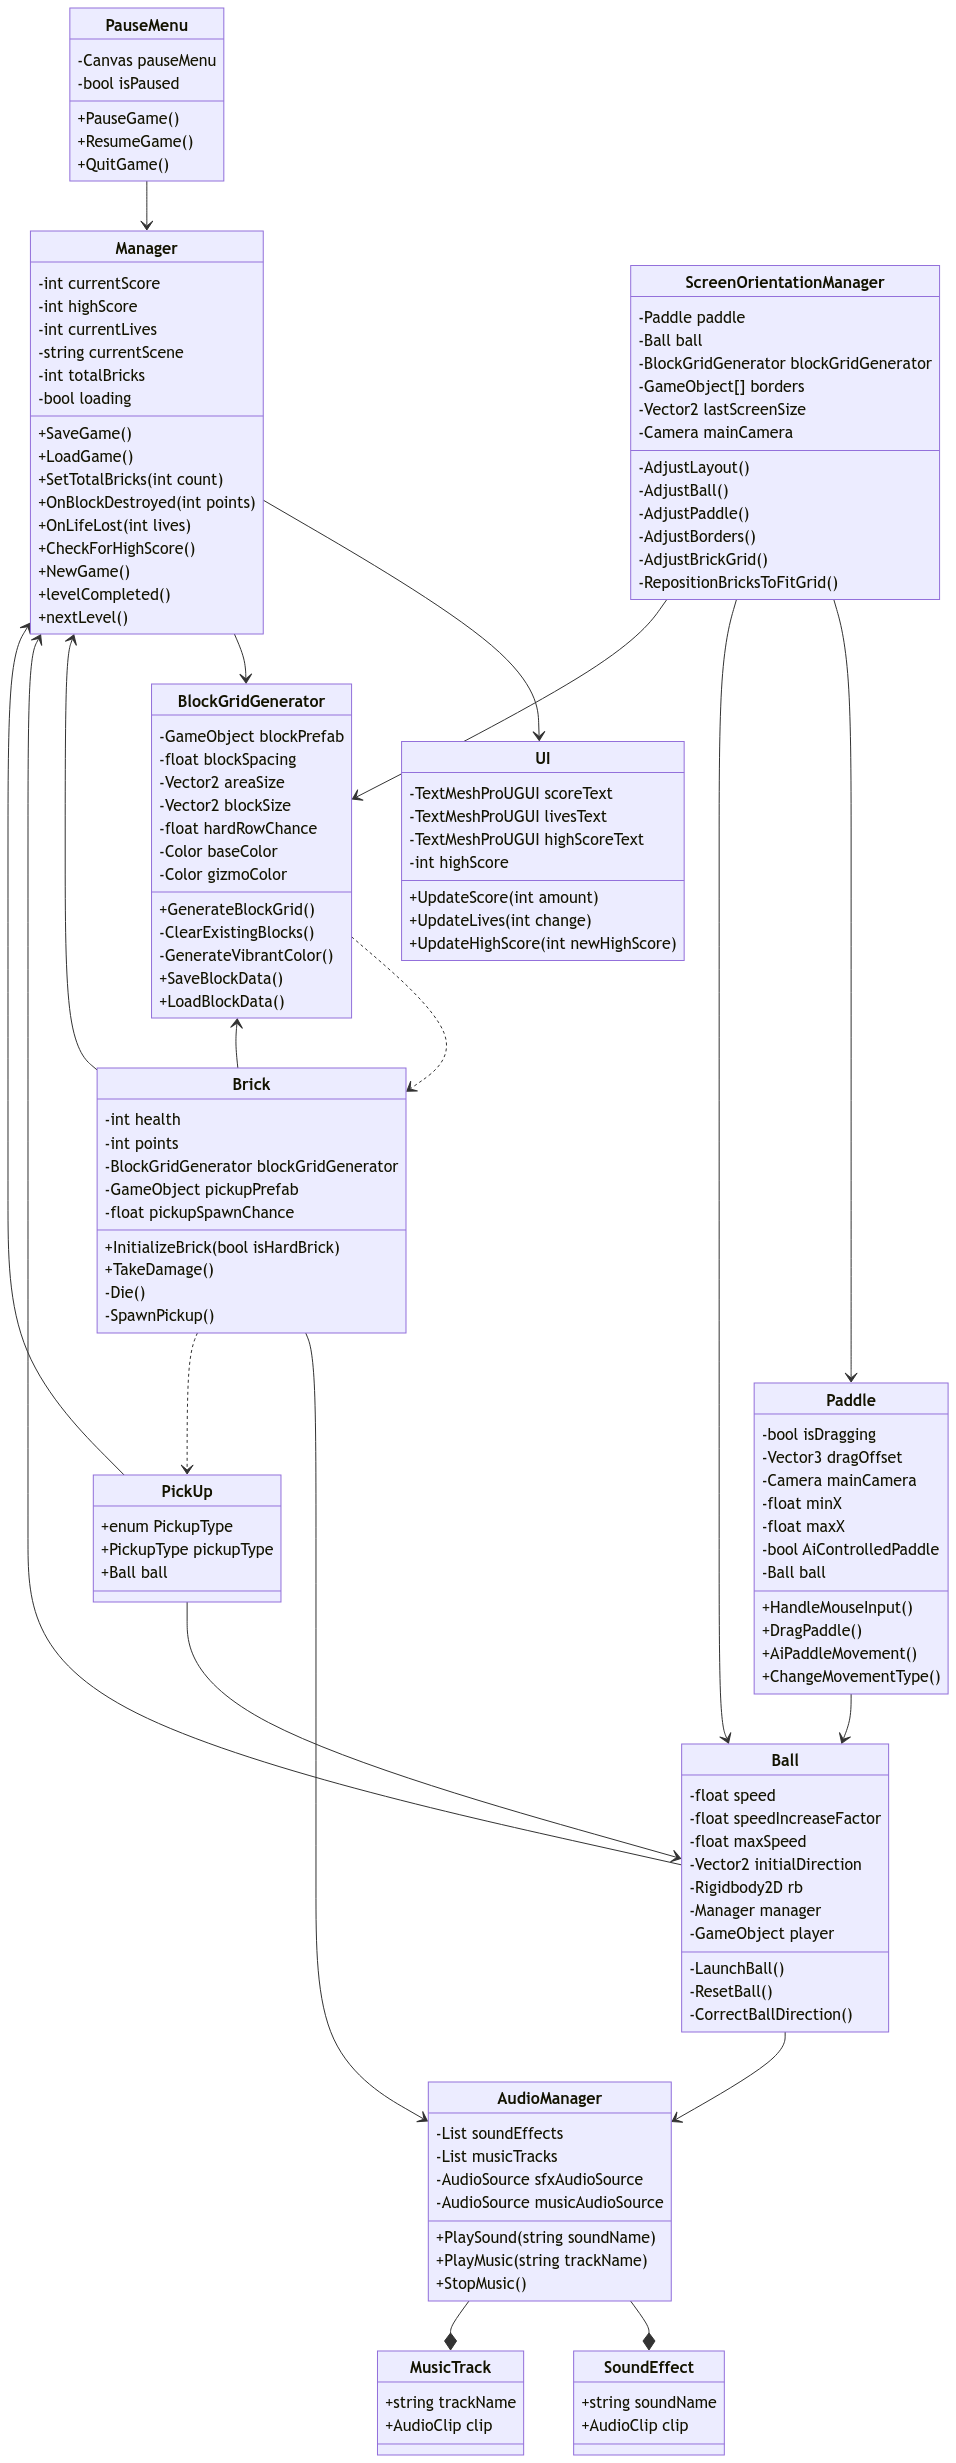 PauseMenu
-Canvas pauseMenu
-bool isPaused
+PauseGame()
+ResumeGame()
+QuitGame()
Manager
-int currentScore
-int highScore
-int currentLives
-string currentScene
-int totalBricks
-bool loading
+SaveGame()
+LoadGame()
+SetTotalBricks(int count)
+OnBlockDestroyed(int points)
+OnLifeLost(int lives)
+CheckForHighScore()
+NewGame()
+levelCompleted()
+nextLevel()
ScreenOrientationManager
-Paddle paddle
-Ball ball
-BlockGridGenerator blockGridGenerator
-GameObject[] borders
-Vector2 lastScreenSize
-Camera mainCamera
-AdjustLayout()
-AdjustBall()
-AdjustPaddle()
-AdjustBorders()
-AdjustBrickGrid()
-RepositionBricksToFitGrid()
BlockGridGenerator
-GameObject blockPrefab
-float blockSpacing
-Vector2 areaSize
-Vector2 blockSize
-float hardRowChance
-Color baseColor
-Color gizmoColor
+GenerateBlockGrid()
-ClearExistingBlocks()
-GenerateVibrantColor()
+SaveBlockData()
+LoadBlockData()
UI
-TextMeshProUGUI scoreText
-TextMeshProUGUI livesText
-TextMeshProUGUI highScoreText
-int highScore
+UpdateScore(int amount)
+UpdateLives(int change)
+UpdateHighScore(int newHighScore)
Brick
-int health
-int points
-BlockGridGenerator blockGridGenerator
-GameObject pickupPrefab
-float pickupSpawnChance
+InitializeBrick(bool isHardBrick)
+TakeDamage()
-Die()
-SpawnPickup()
Paddle
-bool isDragging
-Vector3 dragOffset
-Camera mainCamera
-float minX
-float maxX
-bool AiControlledPaddle
-Ball ball
+HandleMouseInput()
+DragPaddle()
+AiPaddleMovement()
+ChangeMovementType()
PickUp
+enum PickupType
+PickupType pickupType
+Ball ball
Ball
-float speed
-float speedIncreaseFactor
-float maxSpeed
-Vector2 initialDirection
-Rigidbody2D rb
-Manager manager
-GameObject player
-LaunchBall()
-ResetBall()
-CorrectBallDirection()
AudioManager
-List soundEffects
-List musicTracks
-AudioSource sfxAudioSource
-AudioSource musicAudioSource
+PlaySound(string soundName)
+PlayMusic(string trackName)
+StopMusic()
MusicTrack
+string trackName
+AudioClip clip
SoundEffect
+string soundName
+AudioClip clip